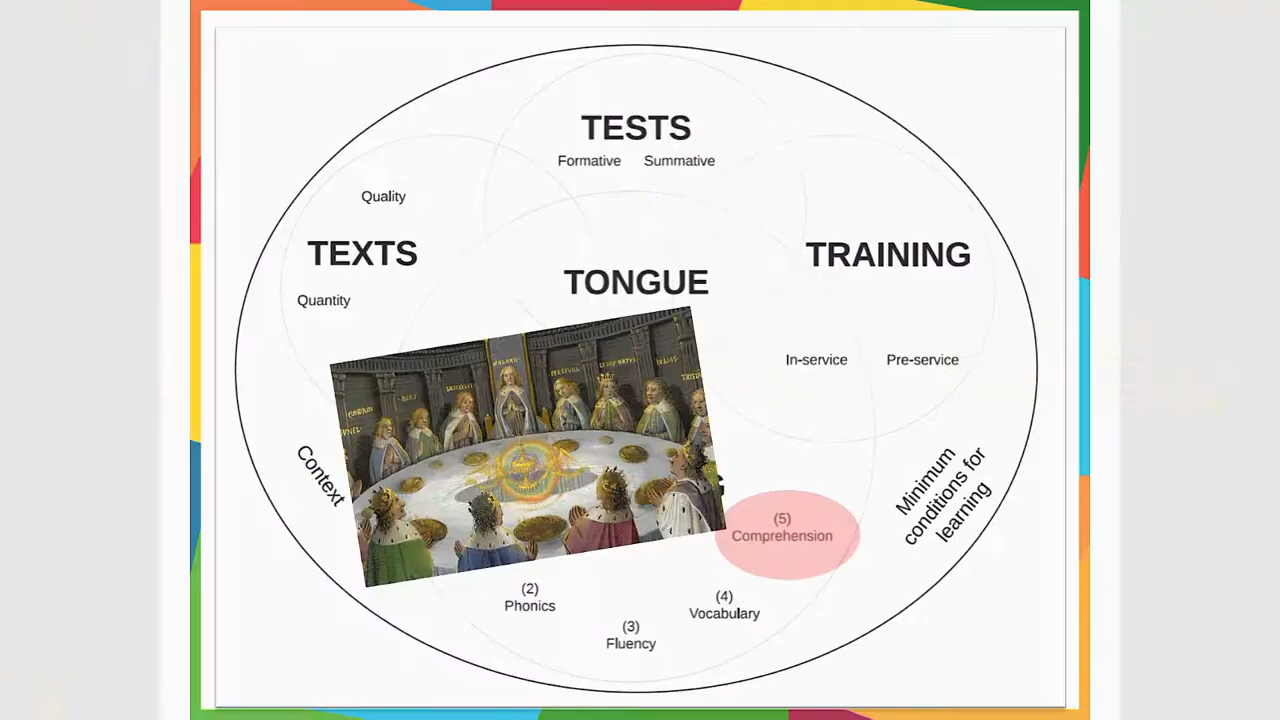 TESTS
Formative Summative
Quality
TEXTS
TRAINING
TONGUE
Quantity
In-service Pre-service
Context
Minimum
conditions for
learning
(5)
Comprehension
(2)
Phonics
(4)
Vocabulary
(3)
Fluency